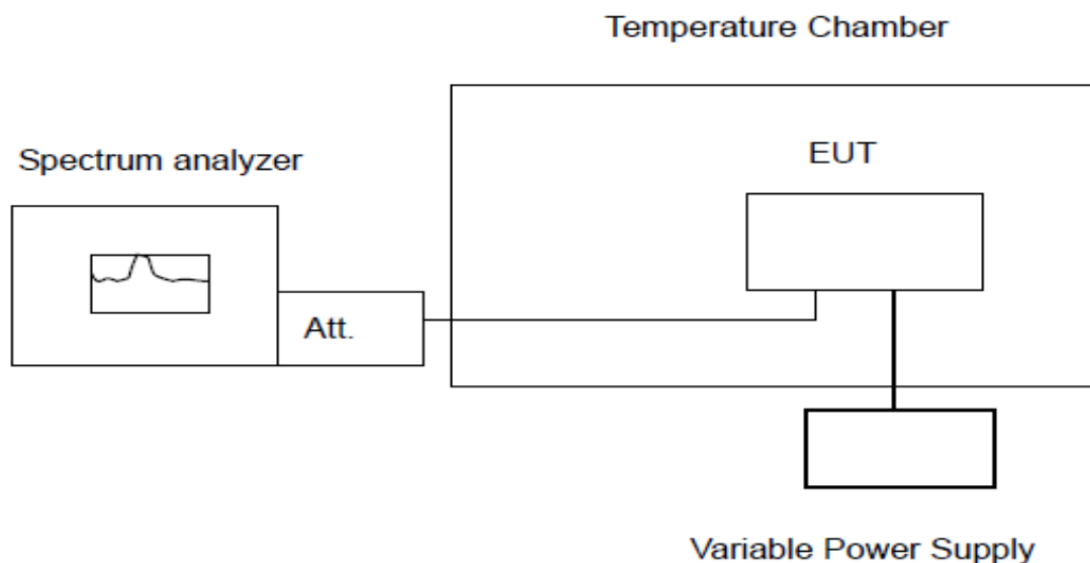 Temperature Chamber
Spectrum analyzer
EUT
Att.
Variable Power Supply